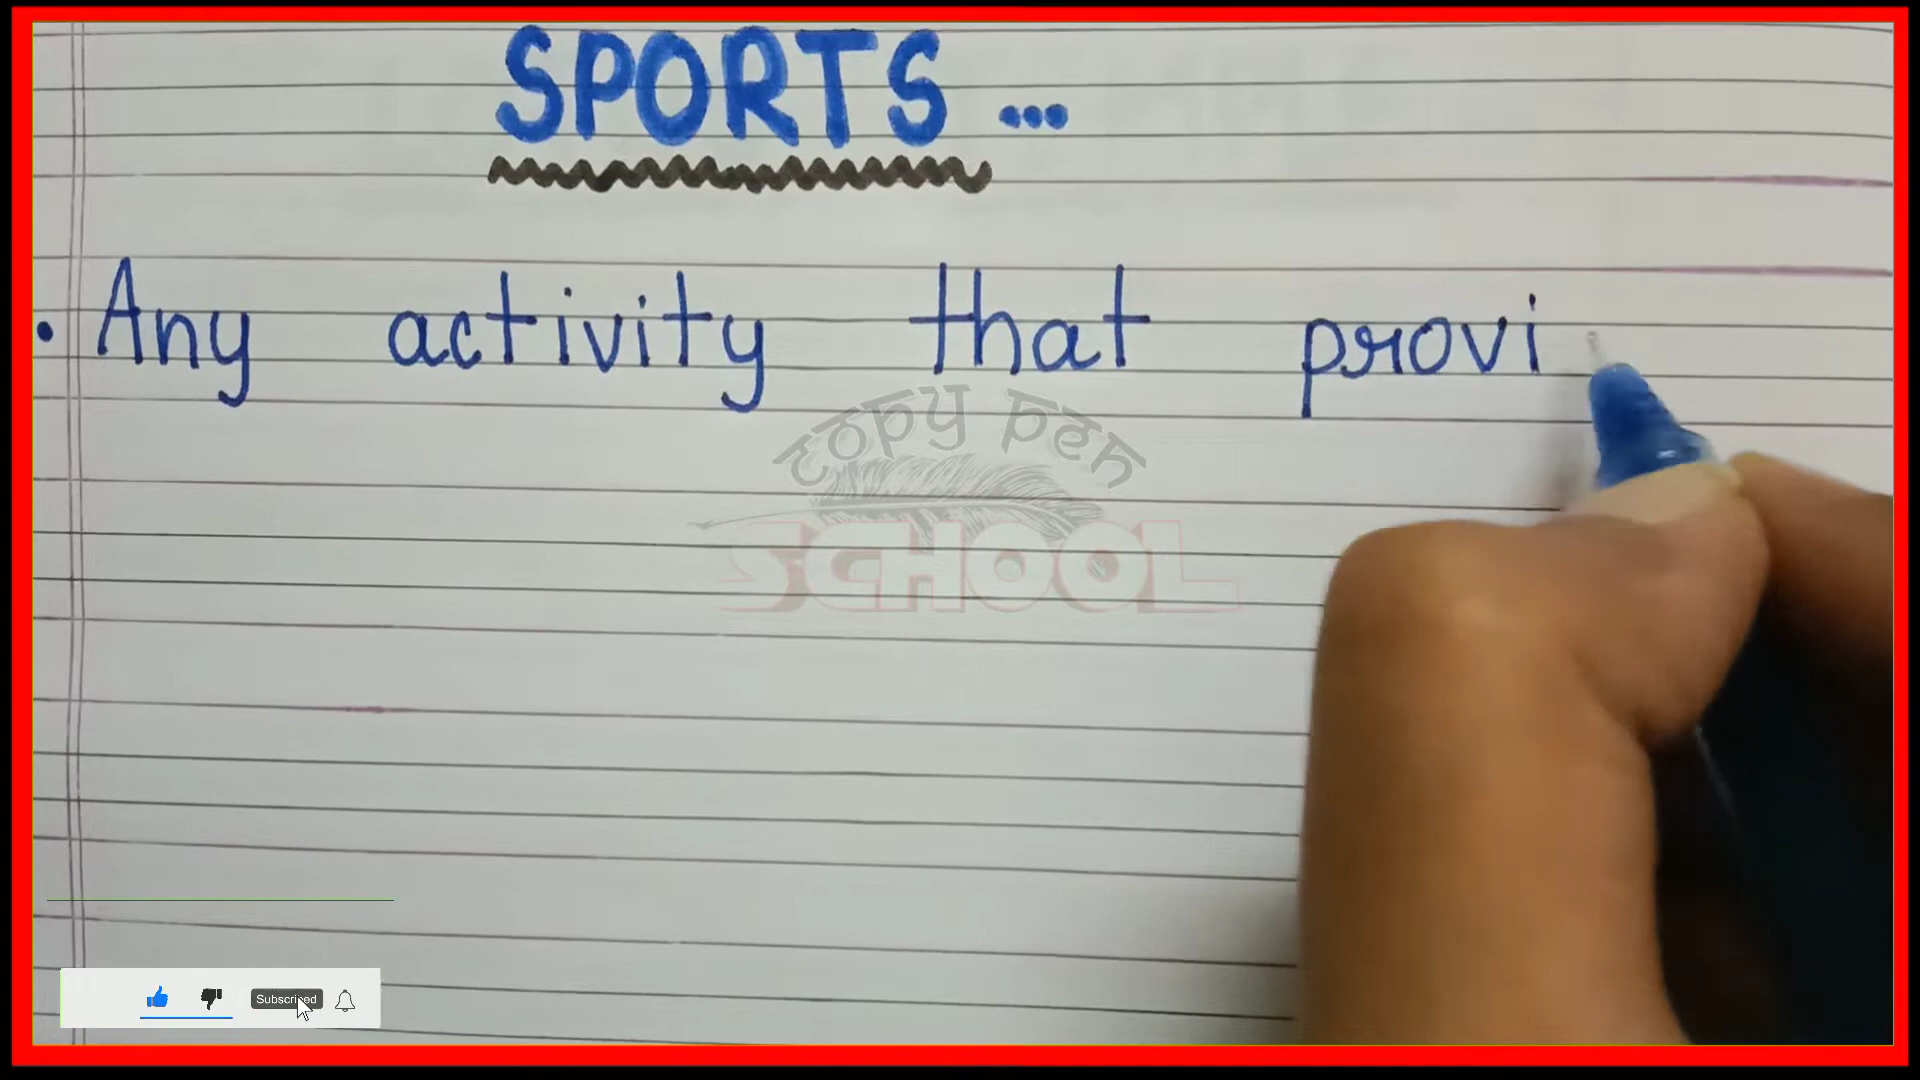 SPORTS...
• Any activity that provi
copy pen
SCHOOL
Subscribed